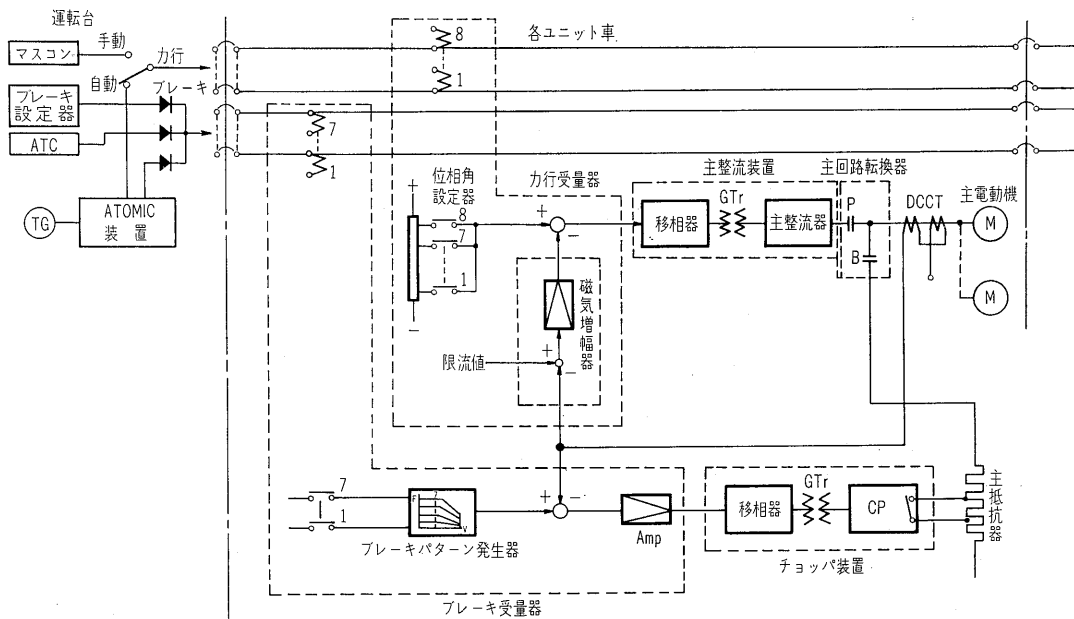 運転台
マスコン
手動
力行
自動
ブレーキ
ブレーキ
設定器
ATC
TG
ATOMIC
装置
各ユニット車
8
1
7
1
力行受量器
位相角
設定器
+
8
7
1
−
+
−
磁気増幅器
+
−
限流値
主整流装置
移相器
GTr
主整流器
主回路転換器
P
B
DCCT
主電動機
M
M
7
1
F
7
V
ブレーキパターン発生器
+
−
Amp
ブレーキ受量器
移相器
GTr
CP
チョッパ装置
主抵抗器